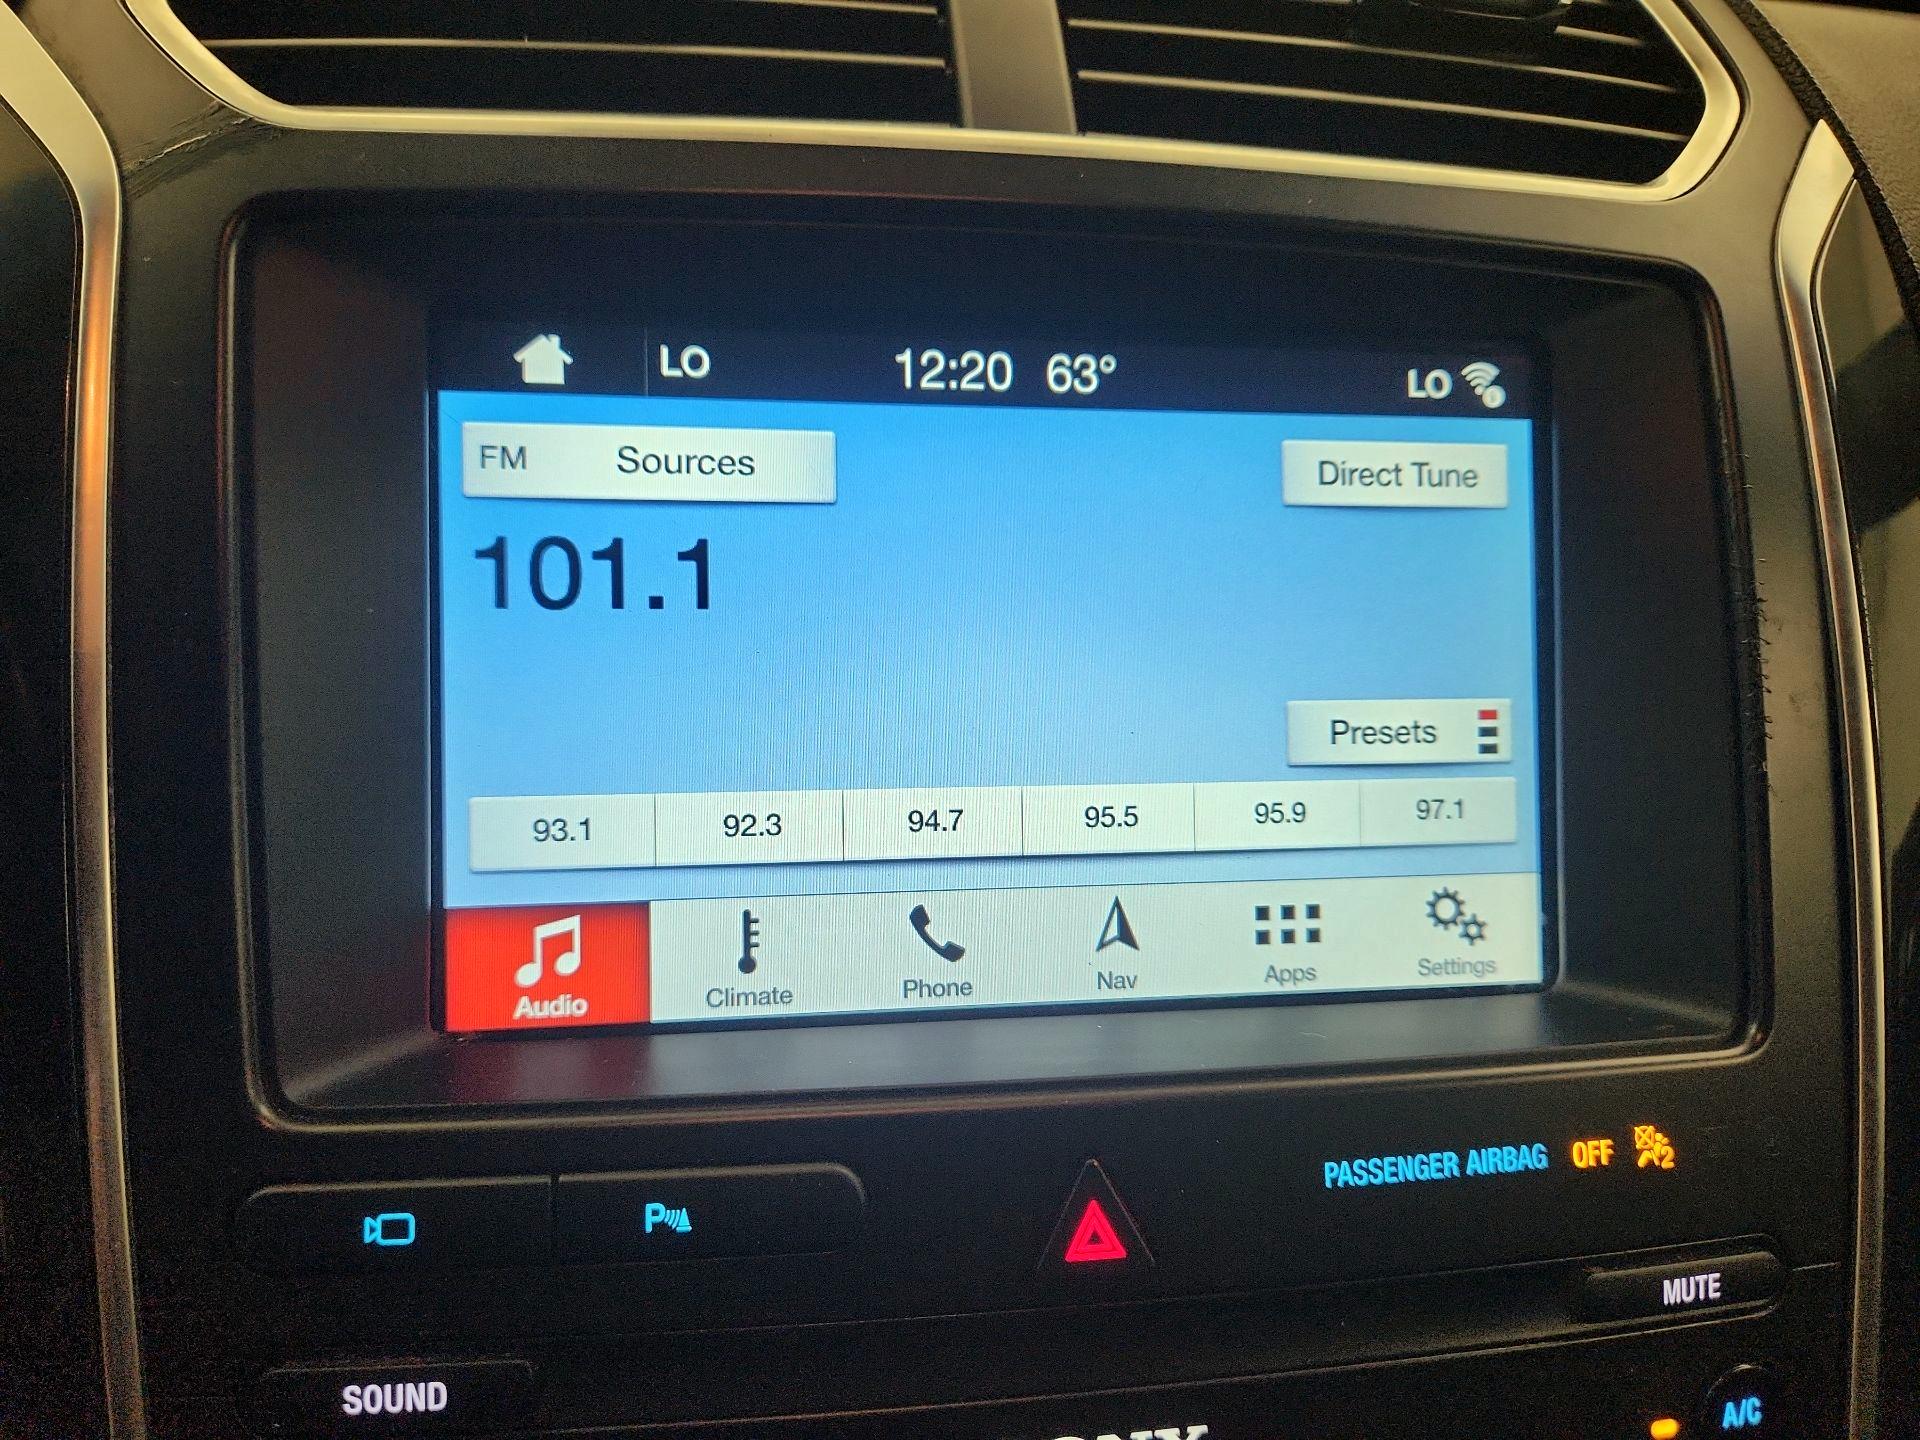 LO 12:20 63° LO
FM Sources Direct Tune
101.1
Presets
93.1 92.3 94.7 95.5 95.9 97.1
Audio Climate Phone Nav Apps Settings
PASSENGER AIRBAG OFF 2
P
MUTE
SOUND
A/C